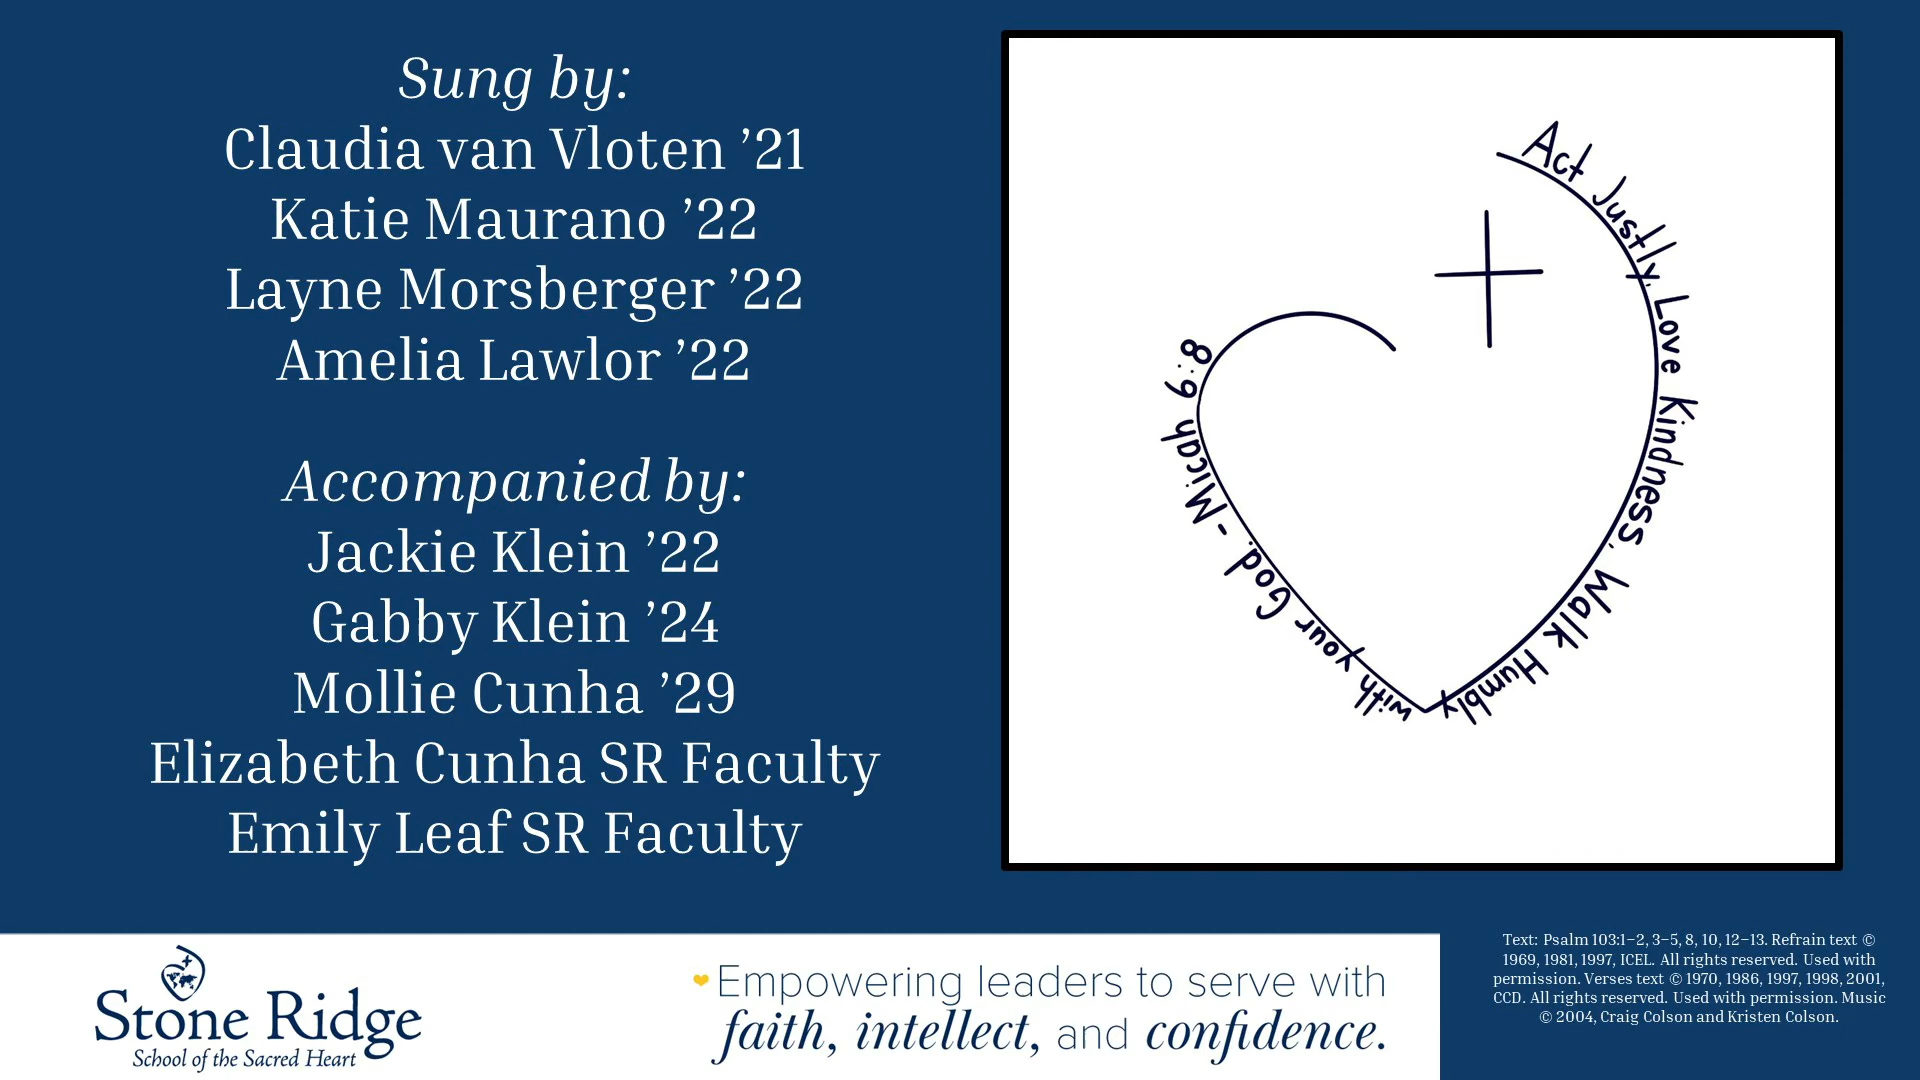 Sung by:
Claudia van Vloten ’21
Katie Maurano ’22
Layne Morsberger ’22
Amelia Lawlor ’22
Accompanied by:
Jackie Klein ’22
Gabby Klein ’24
Mollie Cunha ’29
Elizabeth Cunha SR Faculty
Emily Leaf SR Faculty
Act Justly, Love Kindness, Walk Humbly with your God. - Micah 6:8
Stone Ridge
School of the Sacred Heart
Empowering leaders to serve with
faith, intellect, and confidence.
Text: Psalm 103:1–2, 3–5, 8, 10, 12–13. Refrain text ©
1969, 1981, 1997, ICEL. All rights reserved. Used with
permission. Verses text © 1970, 1986, 1997, 1998, 2001,
CCD. All rights reserved. Used with permission. Music
© 2004, Craig Colson and Kristen Colson.